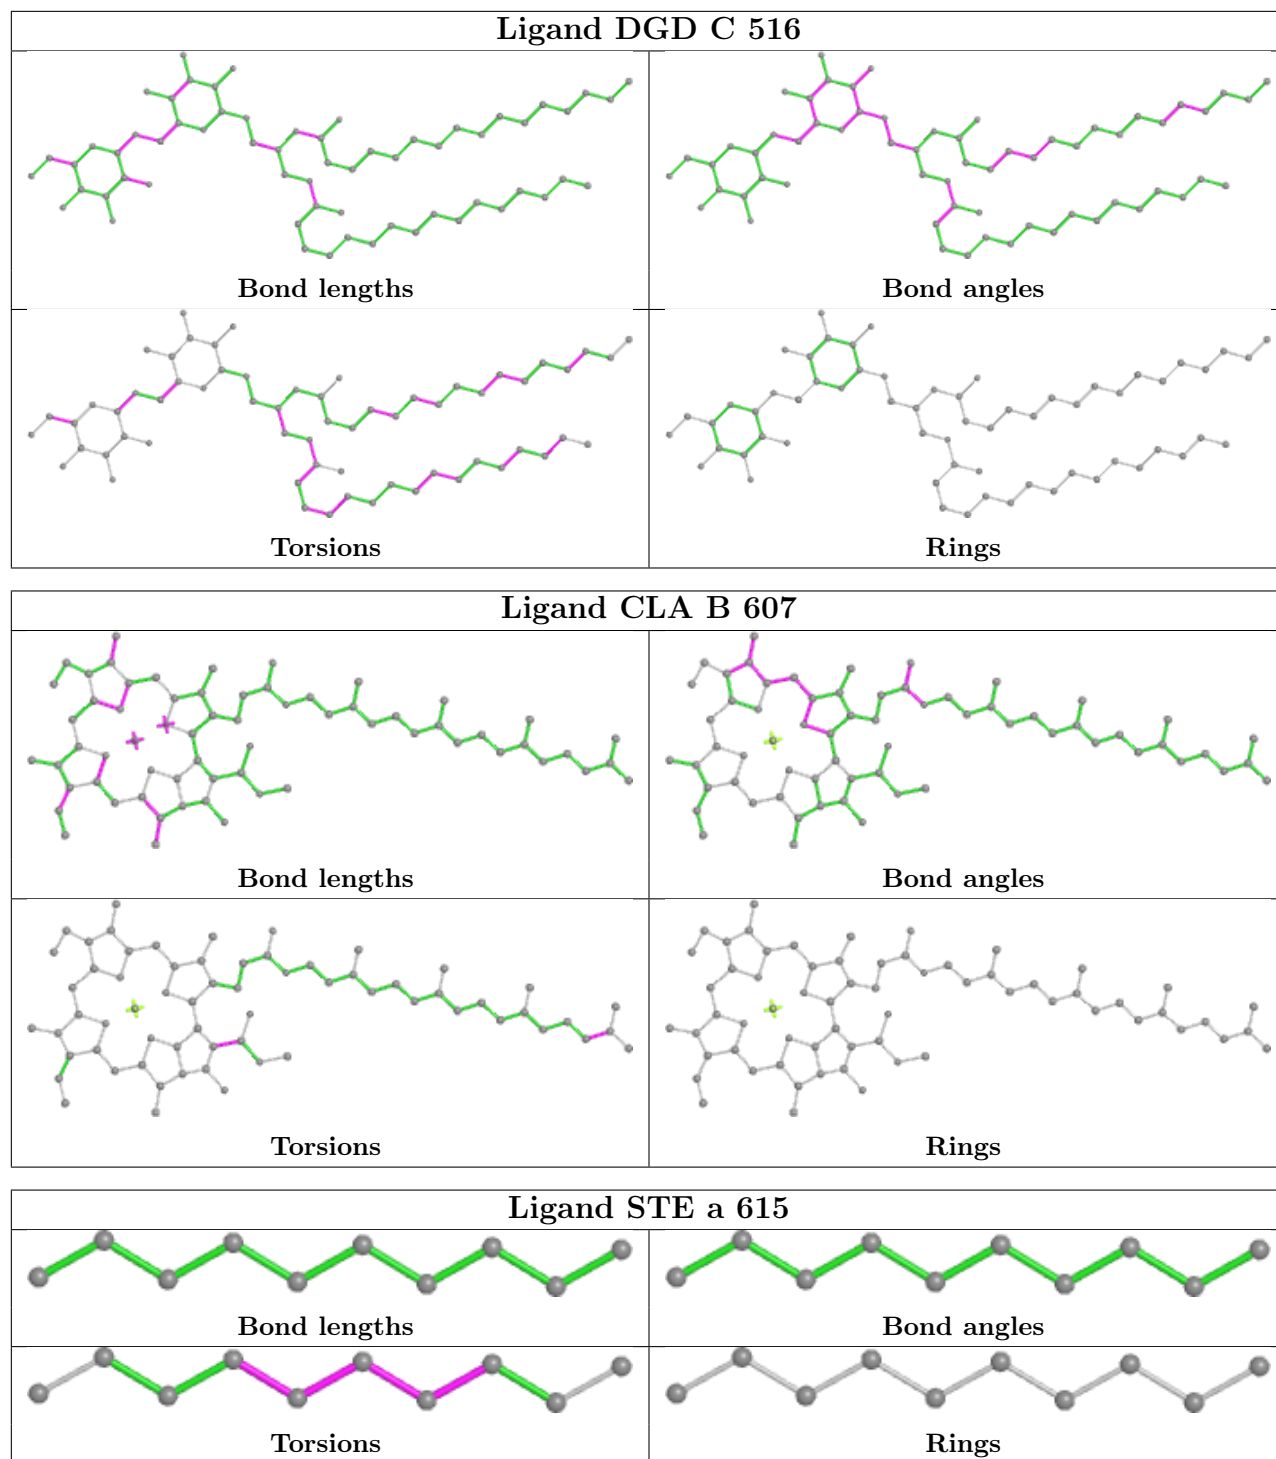 Ligand DGD C 516
Bond lengths
Bond angles
Torsions
Rings
Ligand CLA B 607
Bond lengths
Bond angles
Torsions
Rings
Ligand STE a 615
Bond lengths
Bond angles
Torsions
Rings